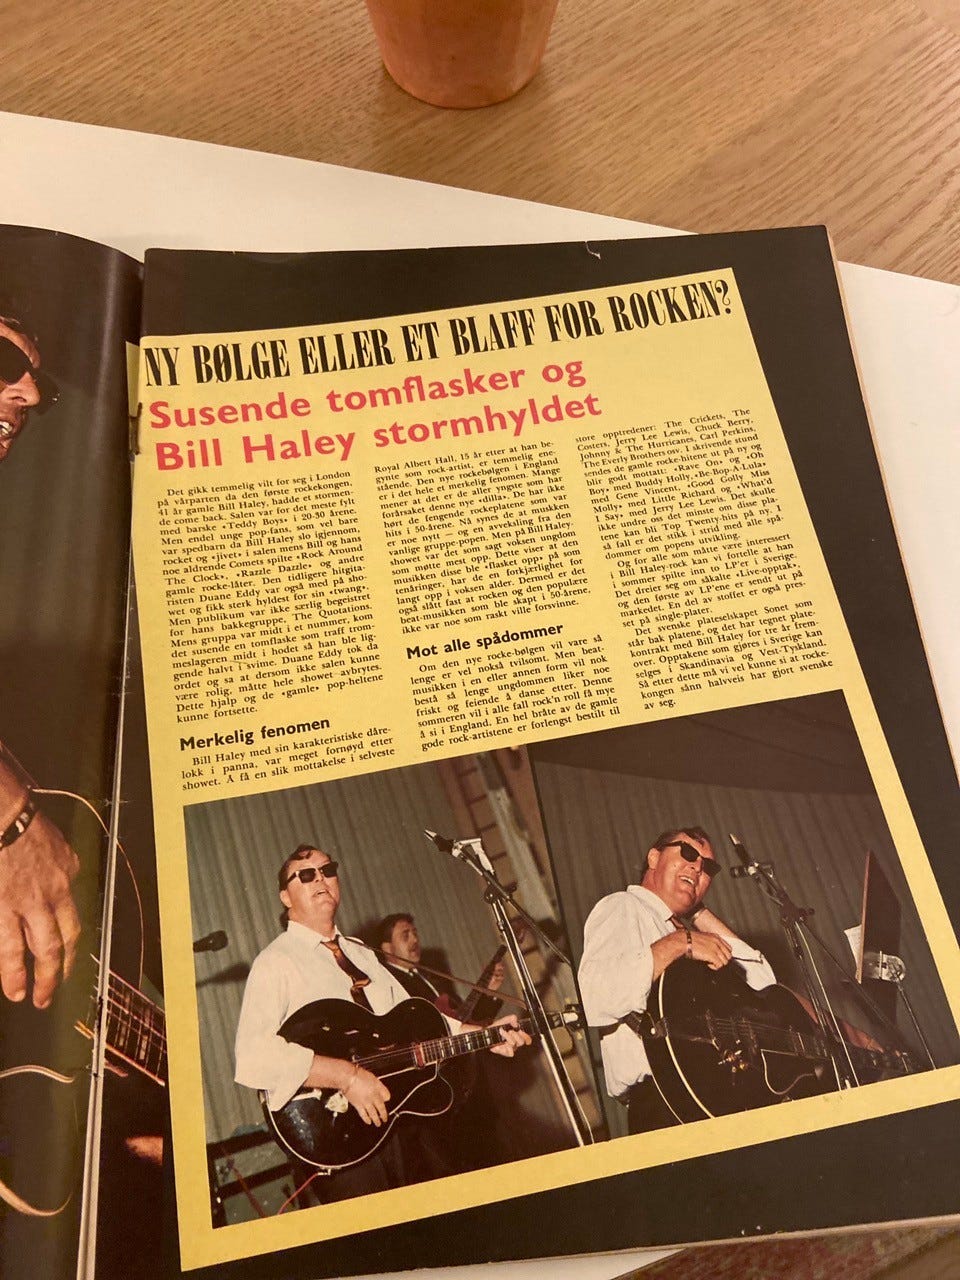 NY BØLGE ELLER ET BLAFF FOR ROCKEN?
Susende tomflasker og
Bill Haley stormhyldet
Det gikk temmelig vilt for seg i London
på vårparten da den første rockekongen,
41 år gamle Bill Haley, hadde et stormen-
de come back. Salen var for det meste fylt
med barske «Teddy Boys» i 20-30 årene.
Men endel unge pop-fans, som vel bare
var spedbarn da Bill Haley slo igjennom,
rocket og «jivet» i salen mens Bill og hans
noe aldrende Comets spilte «Rock Around
The Clock», «Razzle Dazzle» og andre
gamle rocke-låter. Den tidligere hitgita-
risten Duane Eddy var også med på sho-
wet og fikk sterk hyldest for sin «twang».
Men publikum var ikke særlig begeistret
for hans bakkegruppe, The Quotations.
Mens gruppa var midt i et nummer, kom
det susende en tomflaske som traff trom-
meslageren midt i hodet så han ble lig-
gende halvt i svime. Duane Eddy tok da
ordet og sa at dersom ikke salen kunne
være rolig, måtte hele showet avbrytes.
Dette hjalp og de «gamle» pop-heltene
kunne fortsette.
Merkelig fenomen
Bill Haley med sin karakteristiske dåre-
lokk i panna, var meget fornøyd etter
showet. Å få en slik mottakelse i selveste
Royal Albert Hall, 15 år etter at han be-
gynte som rock-artist, er temmelig ene-
stående. Den nye rockebølgen i England
er i det hele et merkelig fenomen. Mange
mener at det er de aller yngste som har
forårsaket denne nye «dilla». De har ikke
hørt de fengende rockeplatene som var
hits i 50-årene. Nå synes de at musikken
er noe nytt — og en avveksling fra den
vanlige gruppe-popen. Men på Bill Haley-
showet var det som sagt voksen ungdom
som møtte mest opp. Dette viser at den
musikken disse ble «flasket opp» på som
tenåringer, har de en forkjærlighet for
langt opp i voksen alder. Dermed er det
også slått fast at rocken og den populære
beat-musikken som ble skapt i 50-årene,
ikke var noe som raskt ville forsvinne.
Mot alle spådommer
Om den nye rocke-bølgen vil vare så
lenge er vel nokså tvilsomt. Men beat-
musikken i en eller annen form vil nok
bestå så lenge ungdommen liker noe
friskt og feiende å danse etter. Denne
sommeren vil i alle fall rock'n roll få mye
å si i England. En hel bråte av de gamle
gode rock-artistene er forlengst bestilt til
store opptredener: The Crickets, The
Costers, Jerry Lee Lewis, Chuck Berry,
Johnny & The Hurricanes, Carl Perkins,
The Everly Brothers osv. I skrivende stund
sendes de gamle rock-hitene ut på ny og
blir godt mottatt: «Rave On» og «Oh
Boy» med Buddy Holly, «Be-Bop-A-Lula»
med Gene Vincent, «Good Golly Miss
Molly» med Little Richard og «What'd
I Say» med Jerry Lee Lewis. Det skulle
ikke undre oss det minste om disse pla-
tene kan bli Top Twenty-hits på ny. I
så fall er det stikk i strid med alle spå-
dommer om popens utvikling.
Og for alle som måtte være interessert
i Bill Haley-rock kan vi fortelle at han
i sommer spilte inn to LP'er i Sverige.
Det dreier seg om såkalte «Live-opptak»,
og den første av LP'ene er sendt ut på
markedet. En del av stoffet er også pres-
set på single-plater.
Det svenske plateselskapet Sonet som
står bak platene, og det har tegnet plate-
kontrakt med Bill Haley for tre år frem-
over. Opptakene som gjøres i Sverige kan
selges i Skandinavia og Vest-Tyskland.
Så etter dette må vi vel kunne si at rocke-
kongen sånn halvveis har gjort svenske
av seg.